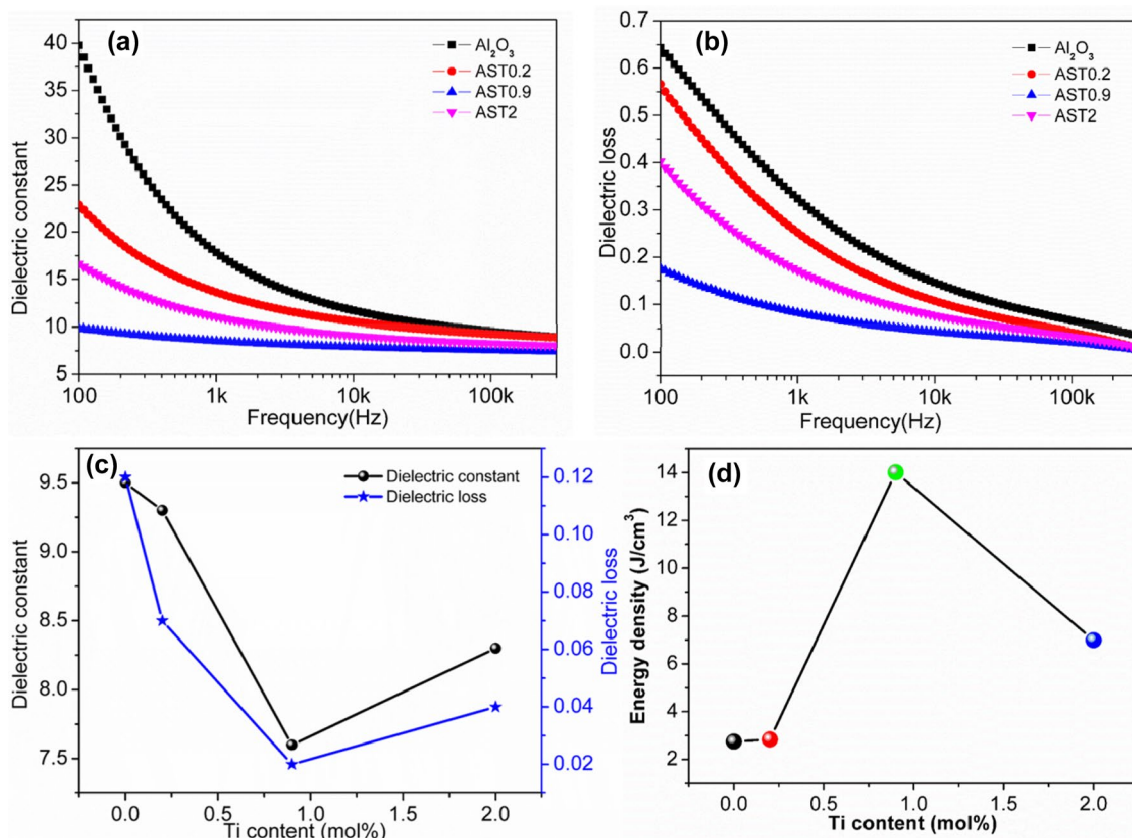 (a)
Al₂O₃
AST0.2
AST0.9
AST2
40
35
30
25
20
15
10
5
Dielectric constant
100
1k
10k
100k
Frequency(Hz)
(b)
Al₂O₃
AST0.2
AST0.9
AST2
0.7
0.6
0.5
0.4
0.3
0.2
0.1
0.0
Dielectric loss
100
1k
10k
100k
Frequency(Hz)
(c)
Dielectric constant
Dielectric loss
9.5
9.0
8.5
8.0
7.5
Dielectric constant
0.12
0.10
0.08
0.06
0.04
0.02
Dielectric loss
0.0
0.5
1.0
1.5
2.0
Ti content (mol%)
(d)
14
12
10
8
6
4
2
Energy density (J/cm³)
0.0
0.5
1.0
1.5
2.0
Ti content (mol%)